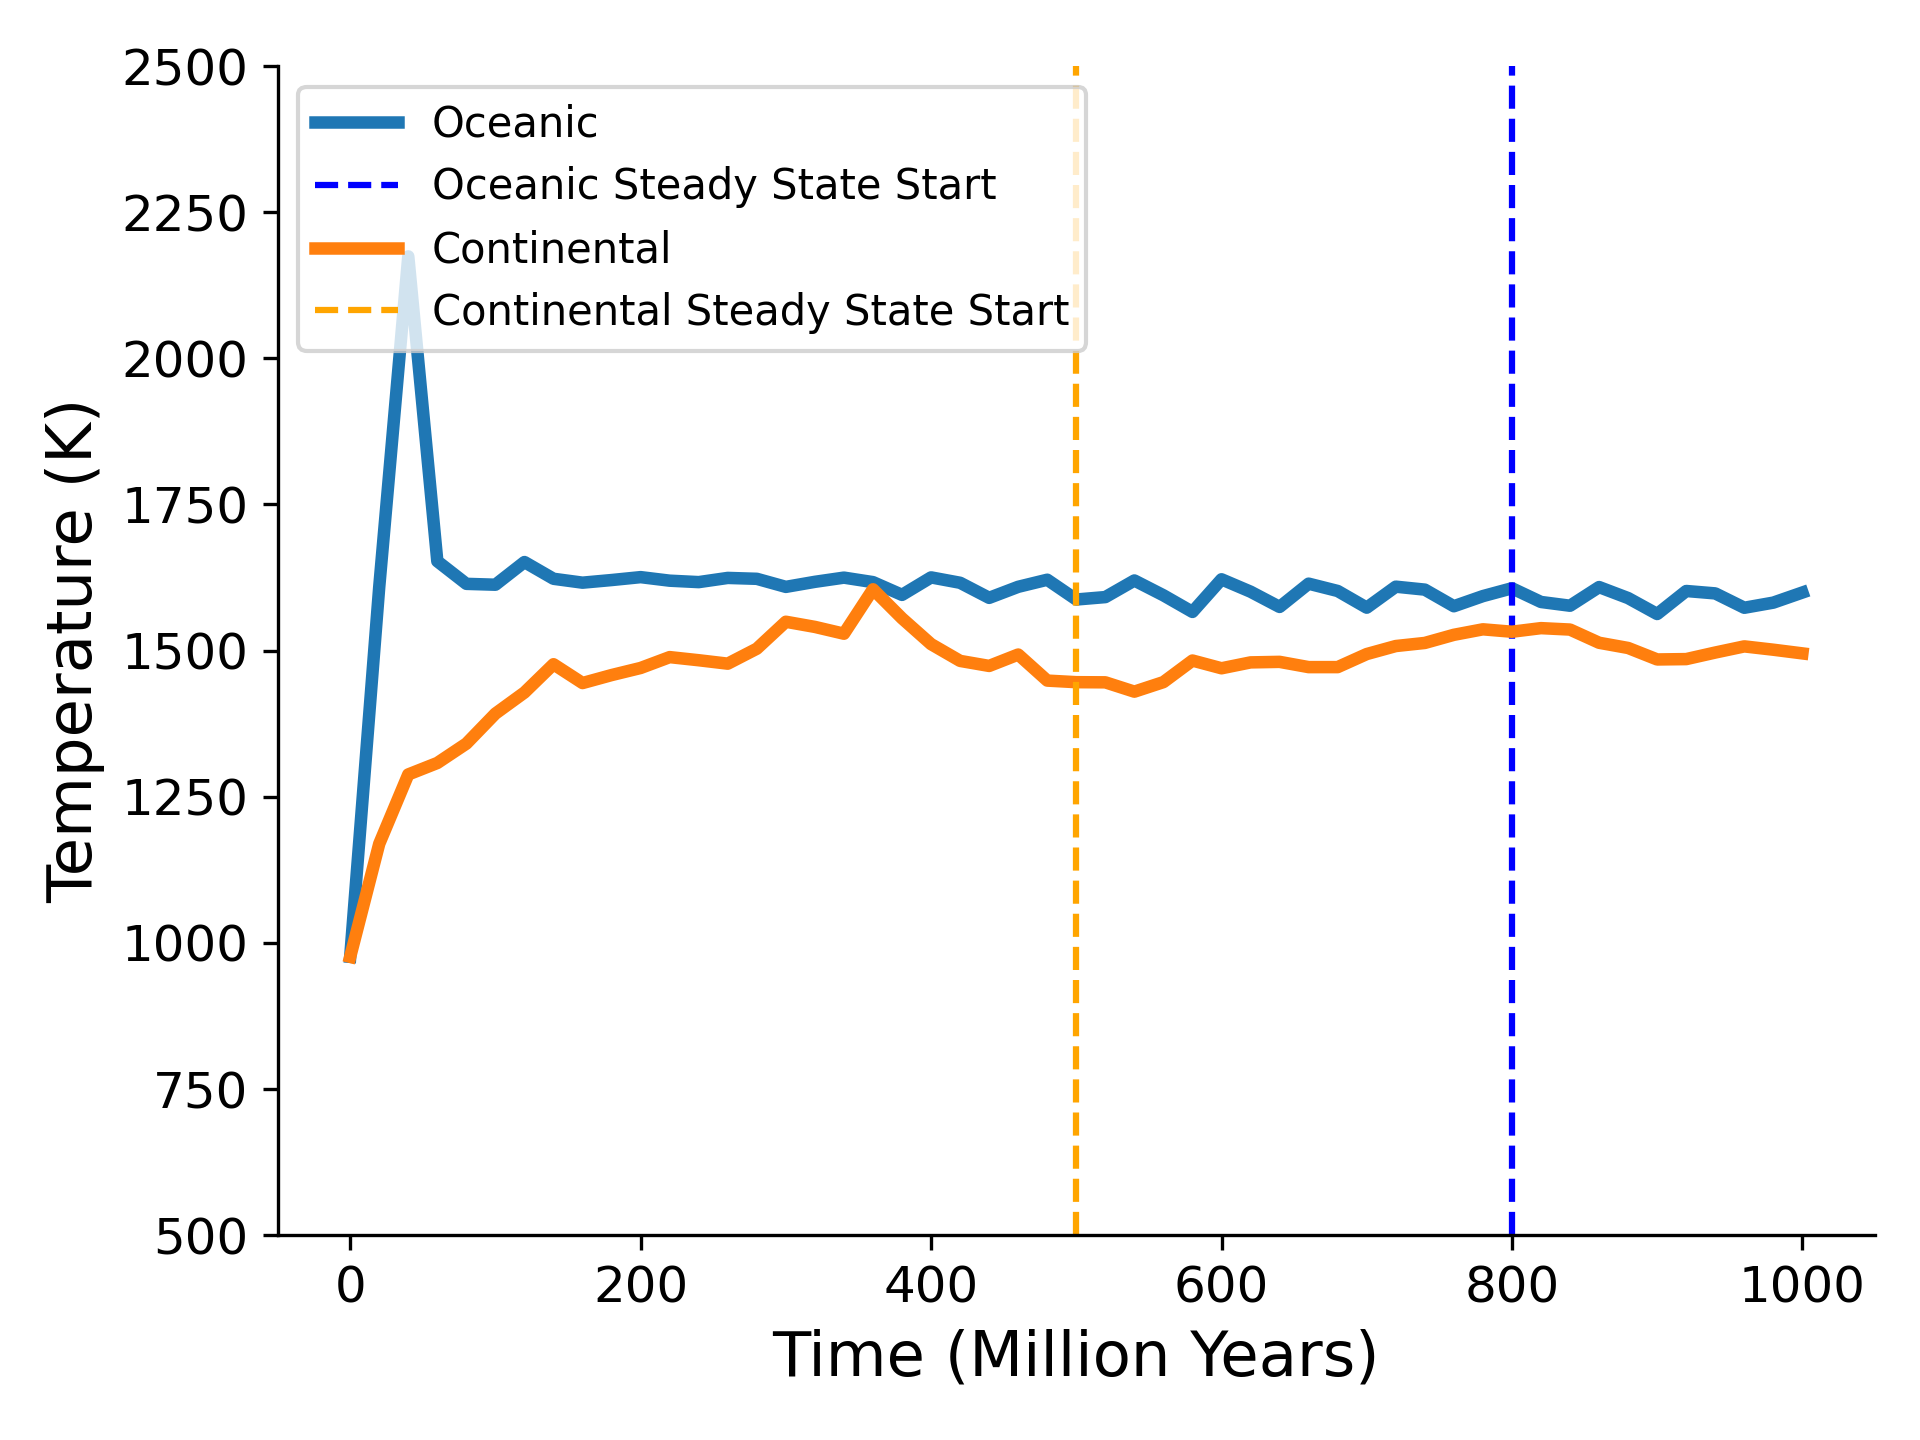 2500
2250
2000
1750
1500
1250
1000
750
500
Temperature (K)
Oceanic
Oceanic Steady State Start
Continental
Continental Steady State Start
0 200 400 600 800 1000
Time (Million Years)